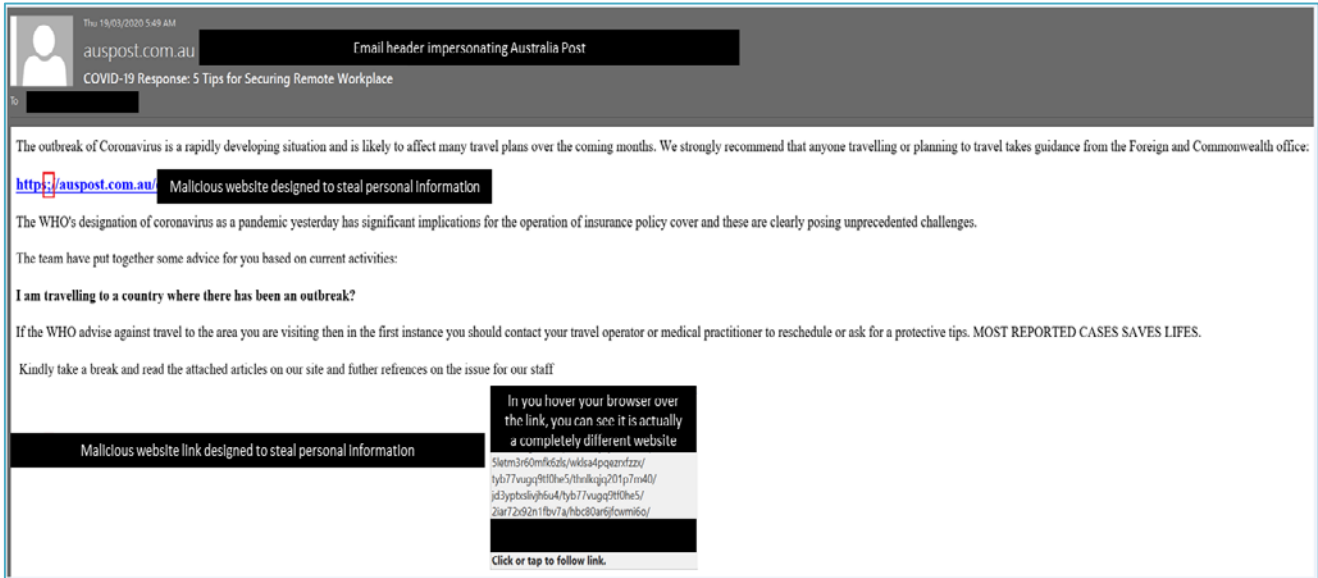 Thu 19/03/2020 5:49 AM
auspost.com.au
Email header impersonating Australia Post
COVID-19 Response: 5 Tips for Securing Remote Workplace
To
The outbreak of Coronavirus is a rapidly developing situation and is likely to affect many travel plans over the coming months. We strongly recommend that anyone travelling or planning to travel takes guidance from the Foreign and Commonwealth office:
https;/auspost.com.au/
Malicious website designed to steal personal information
The WHO's designation of coronavirus as a pandemic yesterday has significant implications for the operation of insurance policy cover and these are clearly posing unprecedented challenges.
The team have put together some advice for you based on current activities:
I am travelling to a country where there has been an outbreak?
If the WHO advise against travel to the area you are visiting then in the first instance you should contact your travel operator or medical practitioner to reschedule or ask for a protective tips. MOST REPORTED CASES SAVES LIFES.
Kindly take a break and read the attached articles on our site and futher refrences on the issue for our staff
Malicious website link designed to steal personal information
In you hover your browser over
the link, you can see it is actually
a completely different website
5letm3r60mfk6zls/wklsa4pqezrxfzzx/
tyb77vugq9tf0he5/thnlkqjq201p7m40/
jd3yptxslivjh6u4/tyb77vugq9tf0he5/
2iar72x92n1fbv7a/hbc80ar6jfcwmi6o/
Click or tap to follow link.